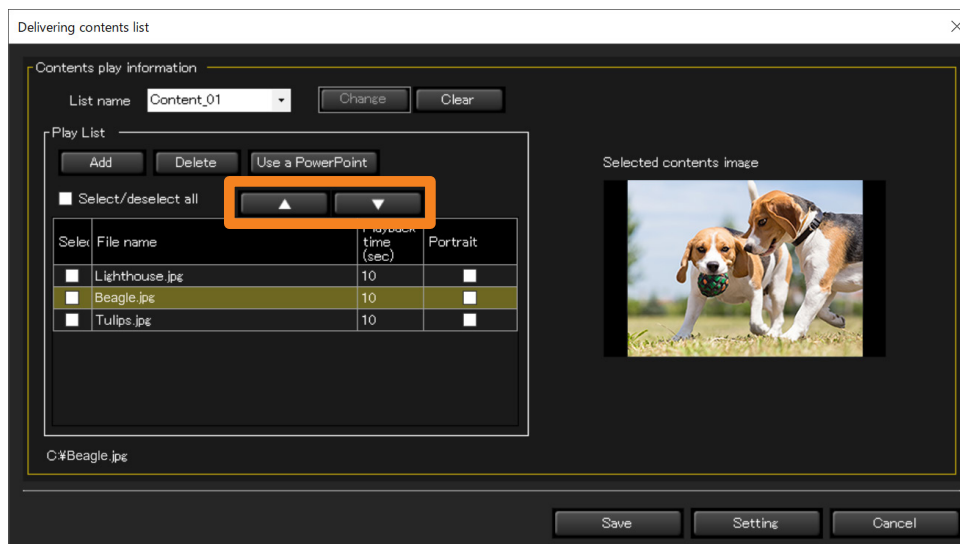 Delivering contents list
Contents play information
List name Content_01 Change Clear
Play List
Add Delete Use a PowerPoint
Selected contents image
Select/deselect all ▲ ▼
Selec File name Playback time (sec) Portrait
Lighthouse.jpg 10
Beagle.jpg 10
Tulips.jpg 10
C:¥Beagle.jpg
Save Setting Cancel